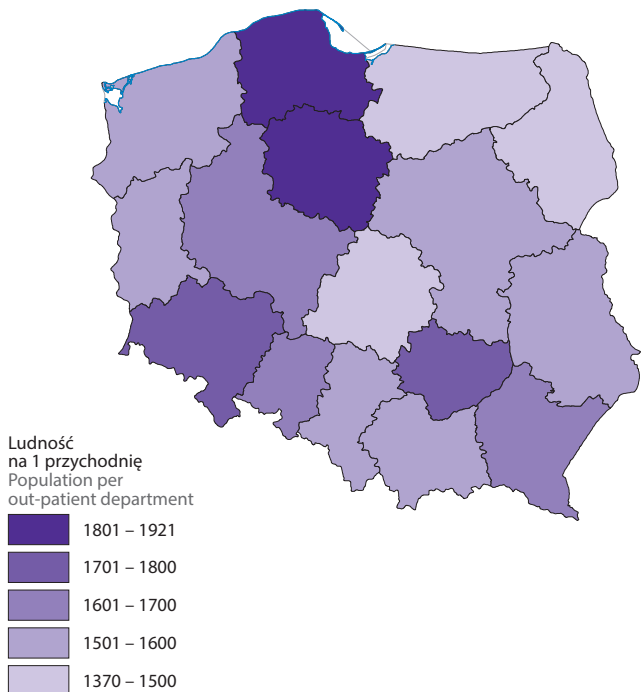 Ludność
na 1 przychodnię
Population per
out-patient department
1801 – 1921
1701 – 1800
1601 – 1700
1501 – 1600
1370 – 1500